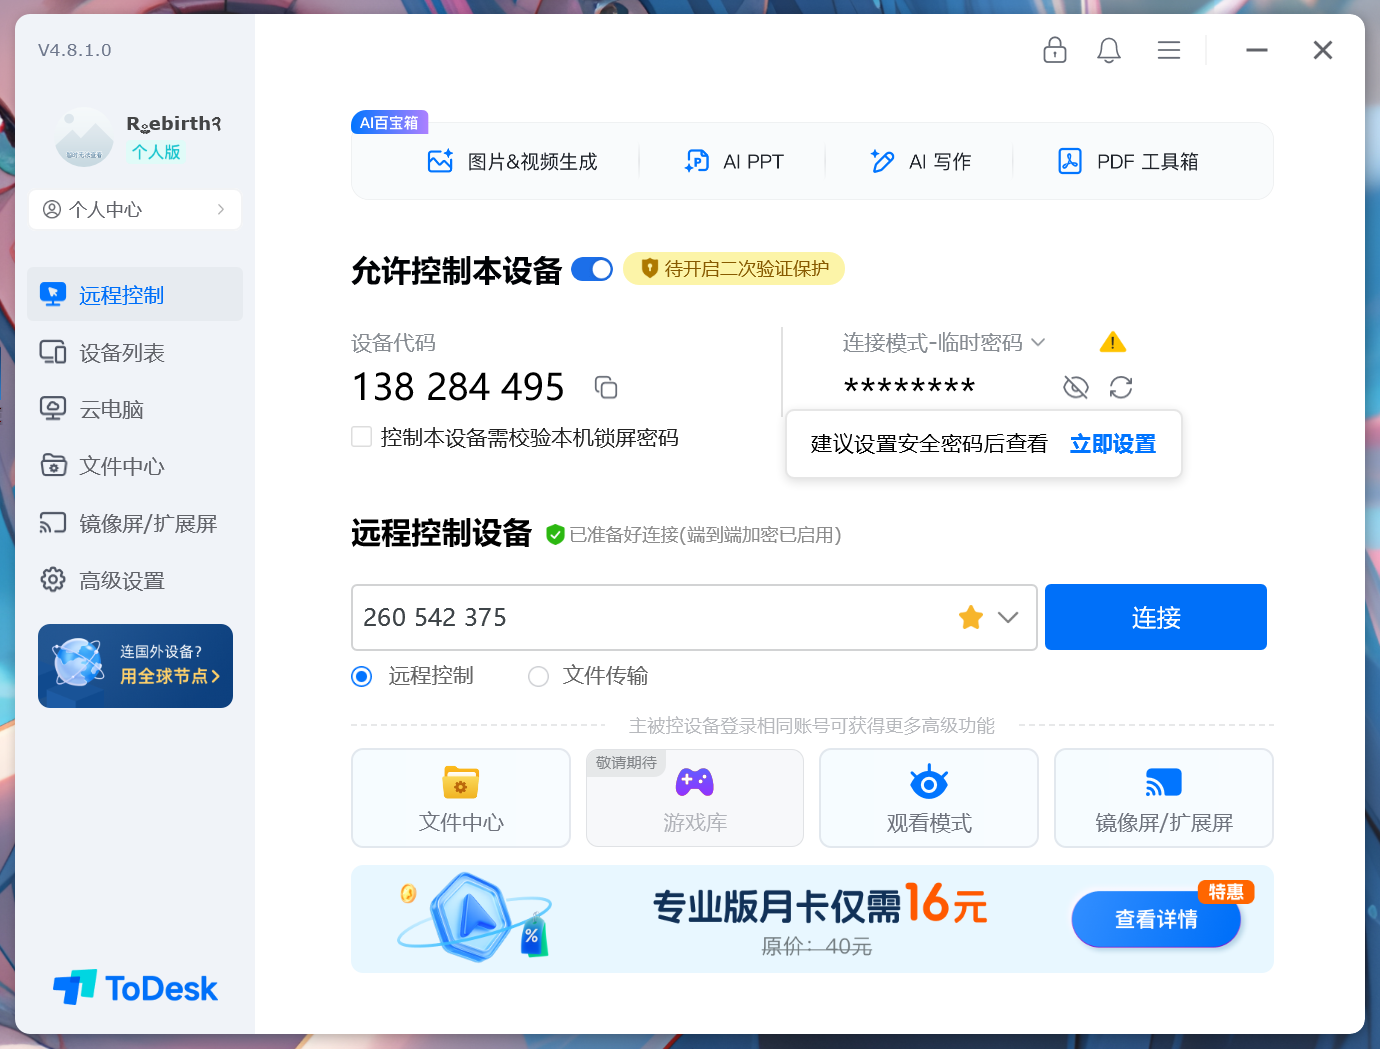 V4.8.1.0
个人版
个人中心
远程控制
设备列表
云电脑
文件中心
镜像屏/扩展屏
高级设置
连国外设备?
用全球节点
ToDesk
AI百宝箱
图片&视频生成
AI PPT
AI 写作
PDF 工具箱
允许控制本设备
待开启二次验证保护
设备代码
138 284 495
控制本设备需校验本机锁屏密码
连接模式-临时密码
********
建议设置安全密码后查看 立即设置
远程控制设备
已准备好连接(端到端加密已启用)
260 542 375
连接
远程控制
文件传输
主被控设备登录相同账号可获得更多高级功能
文件中心
敬请期待
游戏库
观看模式
镜像屏/扩展屏
%
专业版月卡仅需16元
原价：40元
特惠
查看详情